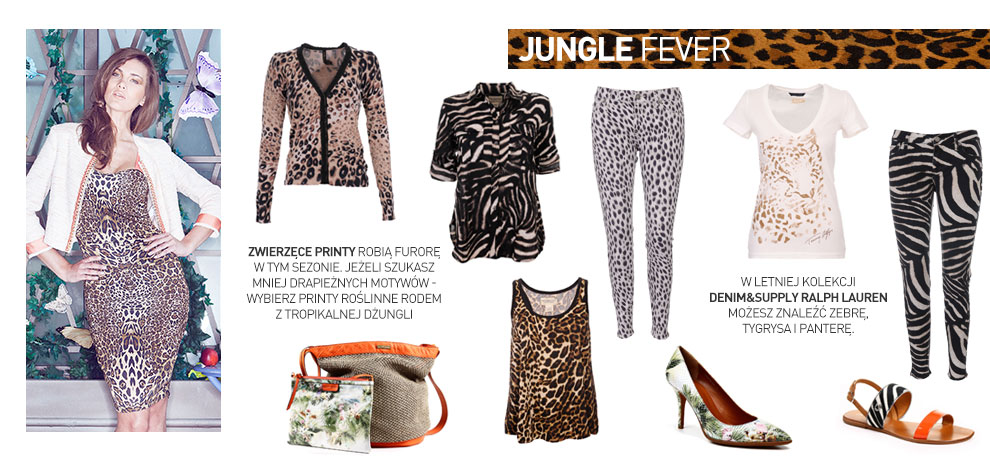 JUNGLE FEVER
ZWIERZĘCE PRINTY ROBIĄ FURORĘ
W TYM SEZONIE. JEŻELI SZUKASZ
MNIEJ DRAPIEŻNYCH MOTYWÓW -
WYBIERZ PRINTY ROŚLINNE RODEM
Z TROPIKALNEJ DŻUNGLI
W LETNIEJ KOLEKCJI
DENIM&SUPPLY RALPH LAUREN
MOŻESZ ZNALEŹĆ ZEBRĘ,
TYGRYSA I PANTERĘ.